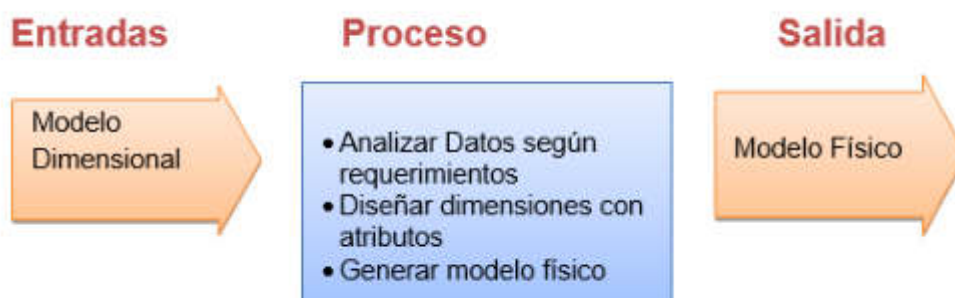 Entradas
Proceso
Salida
Modelo
Dimensional
• Analizar Datos según
requerimientos
• Diseñar dimensiones con
atributos
• Generar modelo físico
Modelo Físico